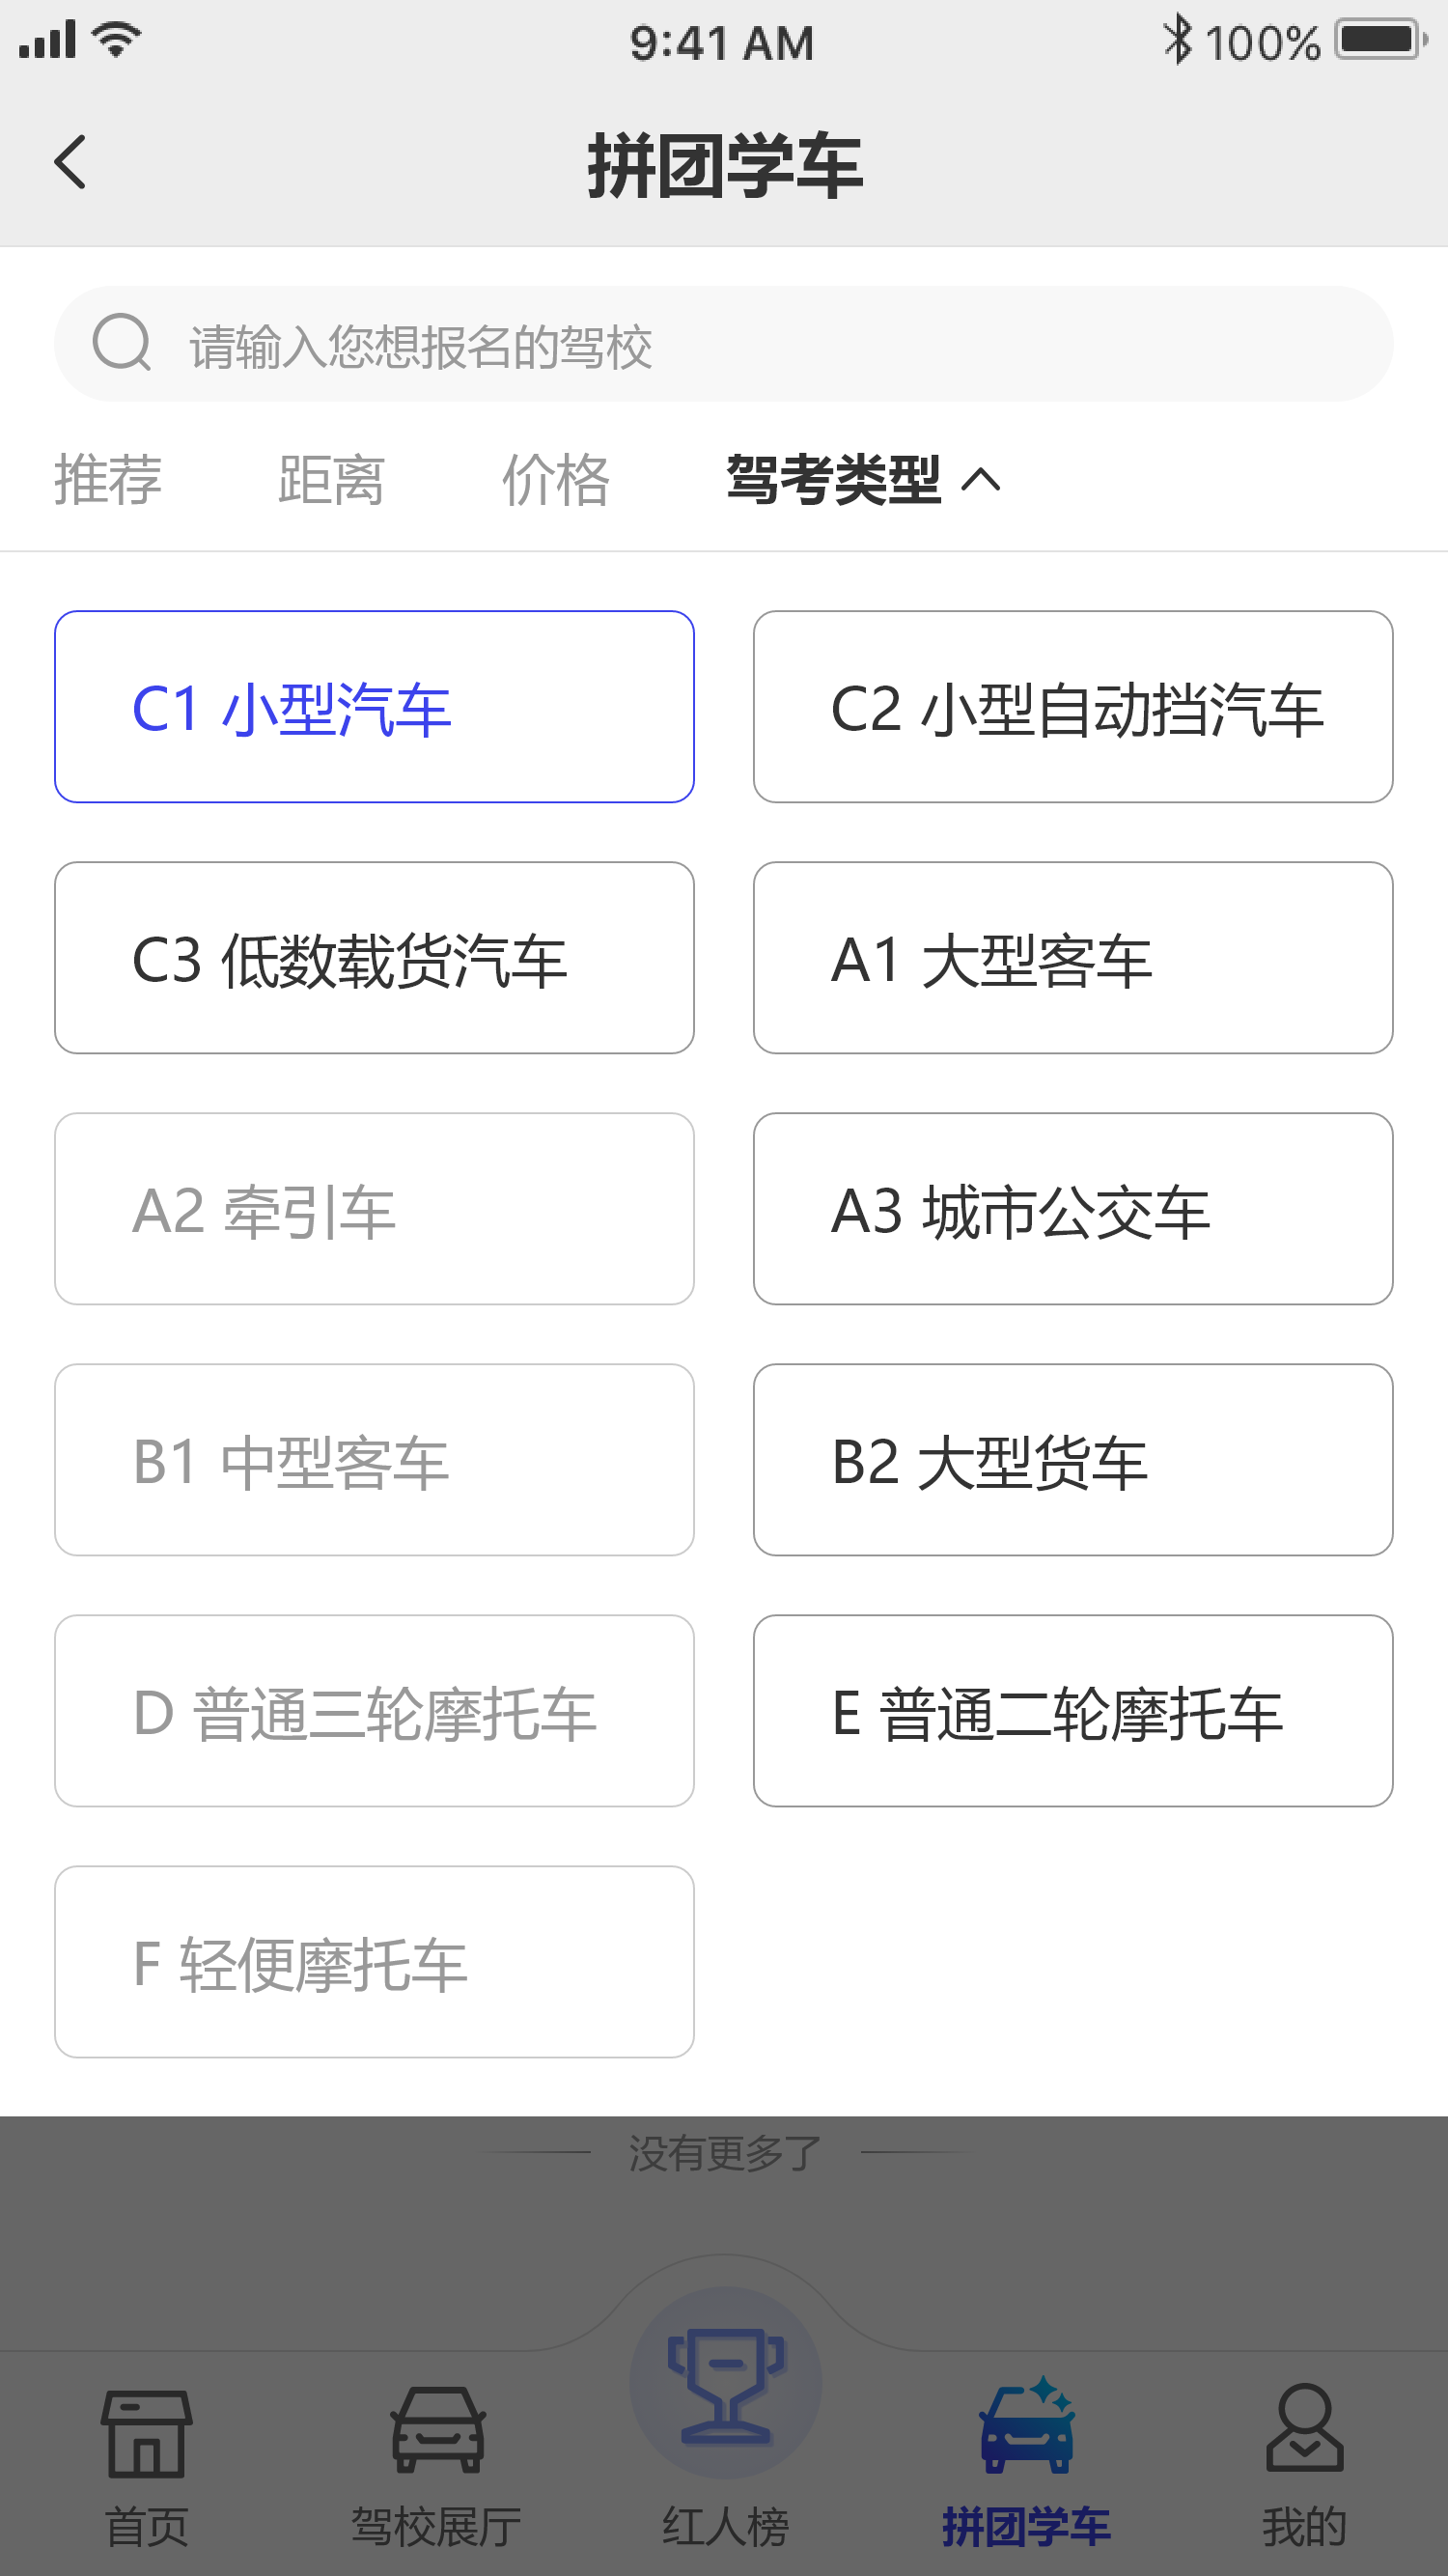 9:41 AM
100%
拼团学车
请输入您想报名的驾校
推荐 距离 价格 驾考类型
C1 小型汽车
C2 小型自动挡汽车
C3 低数载货汽车
A1 大型客车
A2 牵引车
A3 城市公交车
B1 中型客车
B2 大型货车
D 普通三轮摩托车
E 普通二轮摩托车
F 轻便摩托车
没有更多了
首页 驾校展厅 红人榜 拼团学车 我的